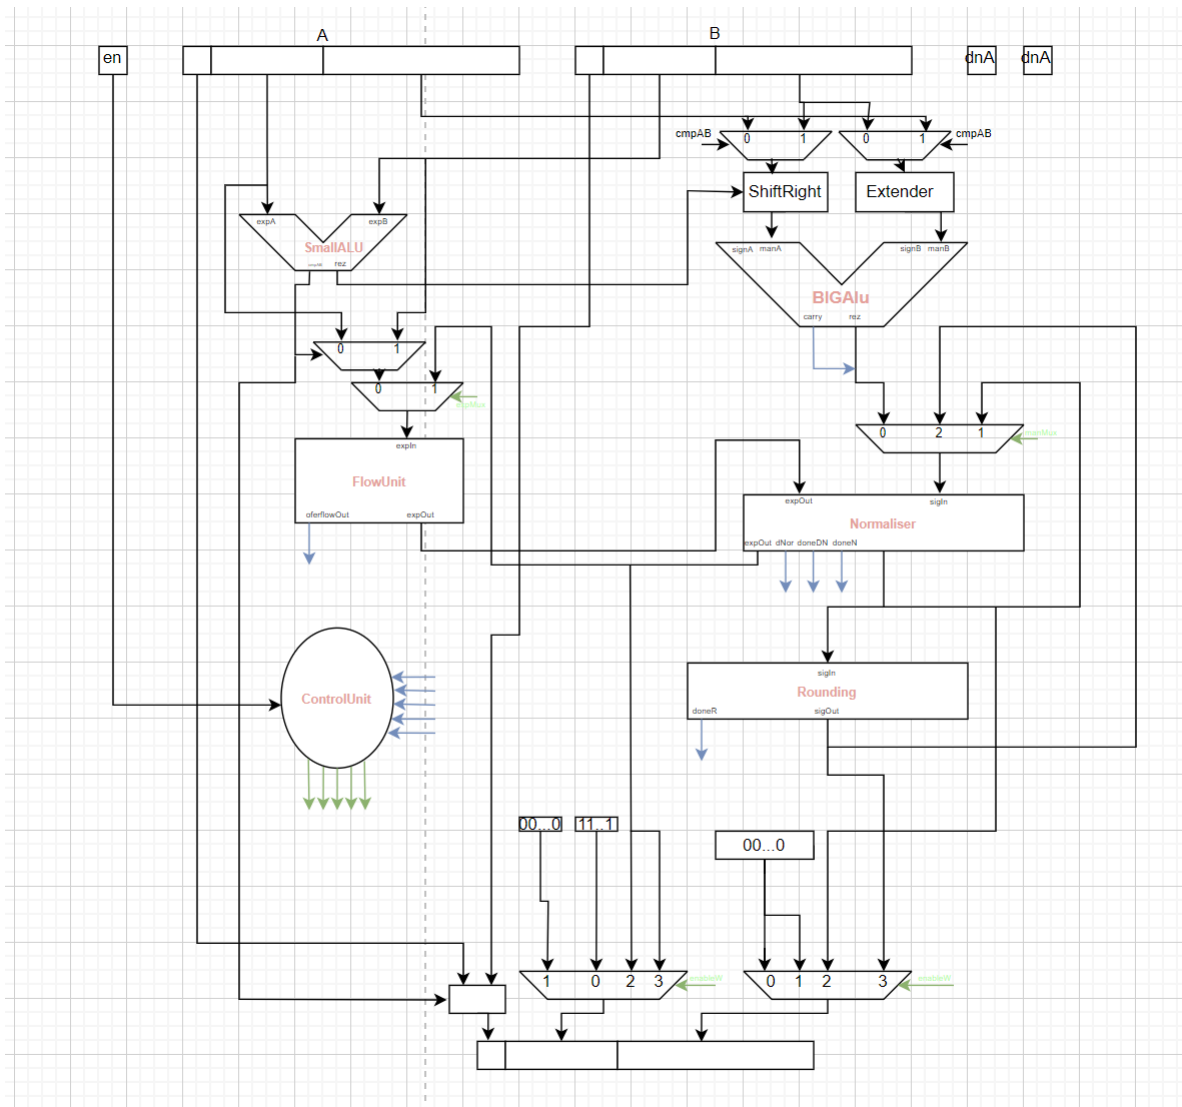 A
B
en
dnA
dnA
cmpAB
0
1
0
1
cmpAB
ShiftRight
Extender
expA
expB
SmallALU
rez
signA
manA
signB
manB
BIGAlu
carry
rez
0
1
0
1
expMux
0
2
1
manMux
expIn
FlowUnit
oferflowOut
expOut
expOut
sigIn
Normaliser
expOut
dNor
doneDN
doneN
sigIn
Rounding
doneR
sigOut
ControlUnit
00...0
11..1
00...0
1
0
2
3
enableW
0
1
2
3
enableW